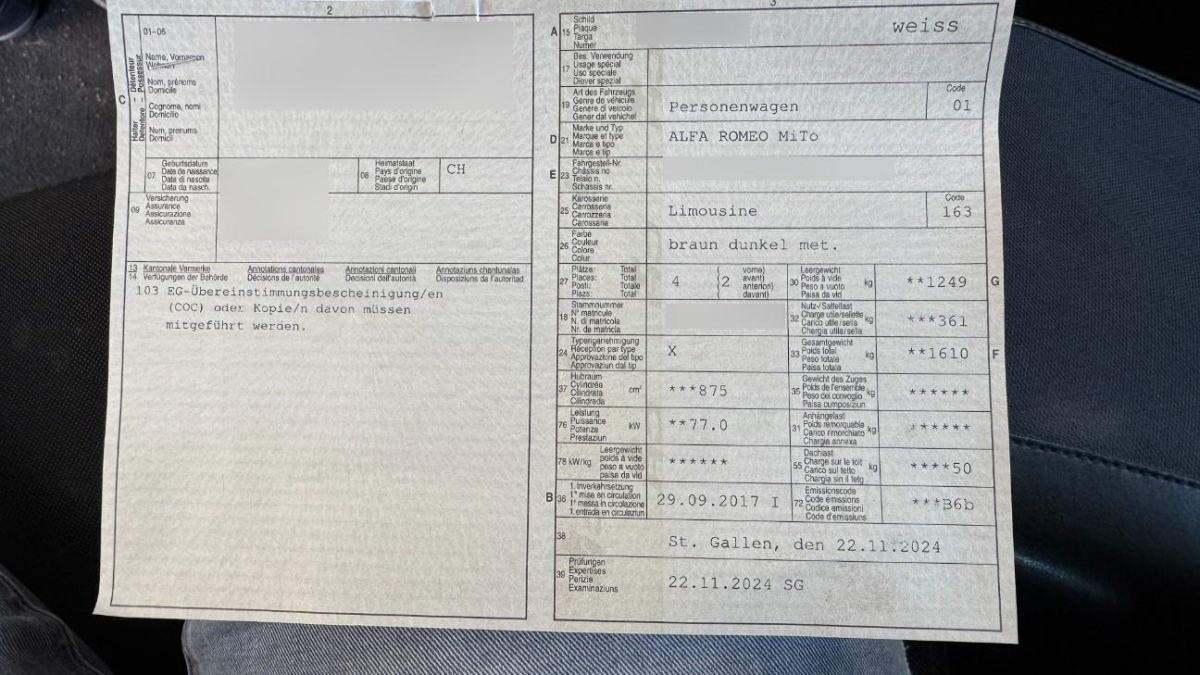 2
01-06
Name, Vornamen
Wohnort
Nom, prénoms
Domicile
Cognome, nomi
Domicilio
Num, prenums
Domicil
C
Halter – Détenteur
Detentore – Possessur
07
Geburtsdatum
Date de naissance
Data di nascita
Data da nasch.
08
Heimatstaat
Pays d'origine
Paese d'origine
Stadi d'origin
CH
09
Versicherung
Assurance
Assicurazione
Assicuranza
13
14
Kantonale Vermerke
Verfügungen der Behörde
Annotations cantonales
Décisions de l'autorité
Annotazioni cantonali
Decisioni dell'autorità
Annotaziuns chantunalas
Disposiziuns da l'autoritad
103 EG-Übereinstimmungsbescheinigung/en
(COC) oder Kopie/n davon müssen
mitgeführt werden.
3
A 15
Schild
Plaque
Targa
Numer
weiss
17
Bes. Verwendung
Usage spécial
Uso speciale
Diever spezial
19
Art des Fahrzeugs
Genre de véhicule
Genere di veicolo
Gener dal vehichel
Personenwagen
Code
01
D 21
Marke und Typ
Marque et type
Marca e tipo
Marca e tip
ALFA ROMEO MiTo
E 23
Fahrgestell-Nr.
Châssis no
Telaio n.
Schassis nr.
25
Karosserie
Carrosserie
Carrozzeria
Carosseria
Limousine
Code
163
26
Farbe
Couleur
Colore
Colur
braun dunkel met.
27
Plätze: Total
Places: Total
Posti: Totale
Plazs: Total
4 ( 2
vorne)
avant)
anteriori)
davant)
30
Leergewicht
Poids à vide
Peso a vuoto
Paisa da vid
kg
**1249
G
18
Stammnummer
N° matricule
N. di matricola
Nr. da matricla
32
Nutz-/Sattellast
Charge utile/sellette
Carico utile/sella
Chargia utila/sella
kg
***361
24
Typengenehmigung
Réception par type
Approvazione del tipo
Approvaziun dal tip
X
33
Gesamtgewicht
Poids total
Peso totale
Paisa totala
kg
**1610
F
37
Hubraum
Cylindrée
Cilindrata
Cilindrada
cm³
***875
35
Gewicht des Zuges
Poids de l'ensemble
Peso del convoglio
Paisa cumposiziun
kg
******
76
Leistung
Puissance
Potenza
Prestaziun
kW
**77.0
31
Anhängelast
Poids remorquable
Carico rimorchiato
Chargia annexa
kg
******
78 kW/kg
Leergewicht
poids à vide
peso a vuoto
paisa da vid
******
55
Dachlast
Charge sur le toit
Carico sul tetto
Chargia sin il tetg
kg
****50
B 36
1. Inverkehrsetzung
1re mise en circulation
1a messa in circolazione
1. entrada en circulaziun
29.09.2017 I
72
Emissionscode
Code émissions
Codice emissioni
Code d'emissiuns
***B6b
38
St. Gallen, den 22.11.2024
39
Prüfungen
Expertises
Perizie
Examinaziuns
22.11.2024 SG